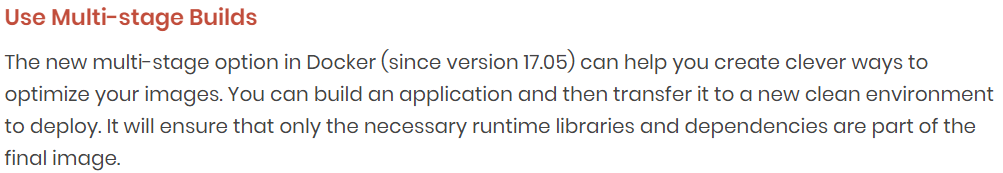 Use Multi-stage Builds
The new multi-stage option in Docker (since version 17.05) can help you create clever ways to
optimize your images. You can build an application and then transfer it to a new clean environment
to deploy. It will ensure that only the necessary runtime libraries and dependencies are part of the
final image.